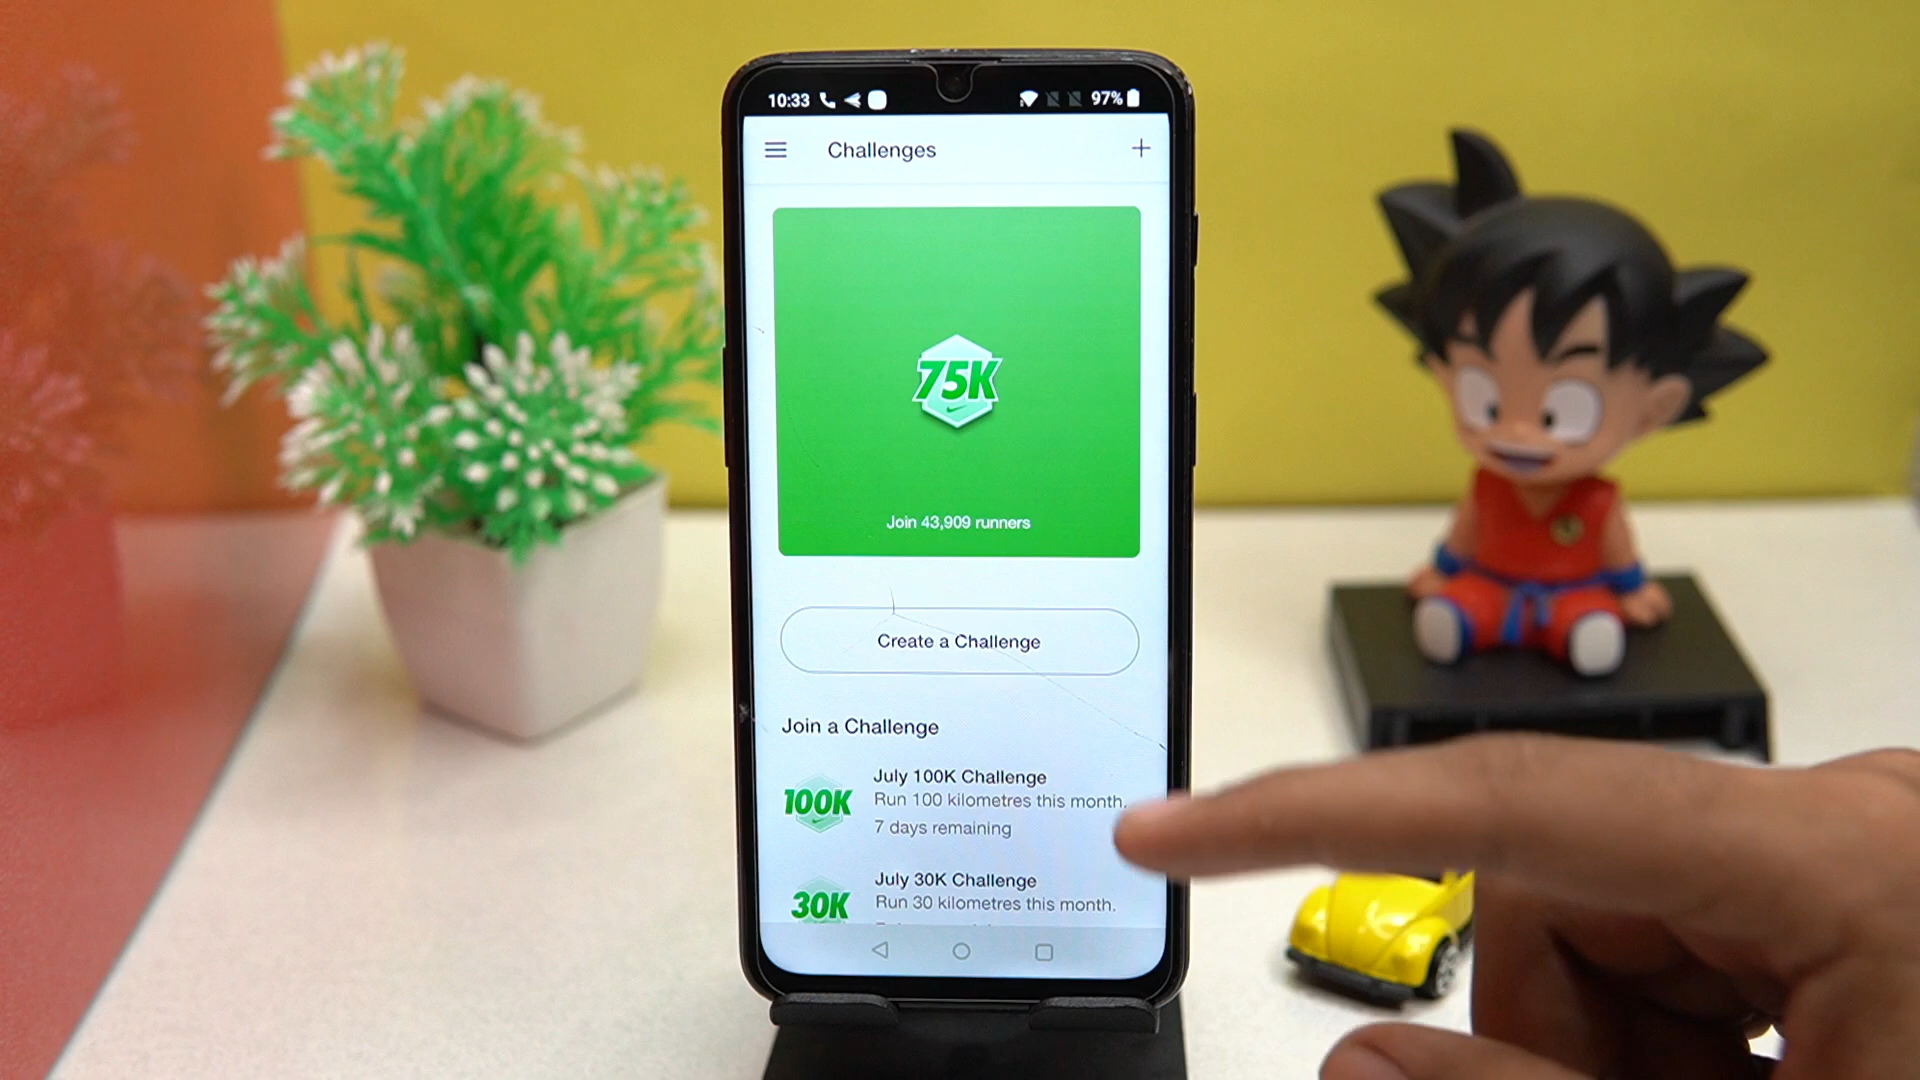 10:33
97%
Challenges
75K
Join 43,909 runners
Create a Challenge
Join a Challenge
100K
July 100K Challenge
Run 100 kilometres this month.
7 days remaining
30K
July 30K Challenge
Run 30 kilometres this month.